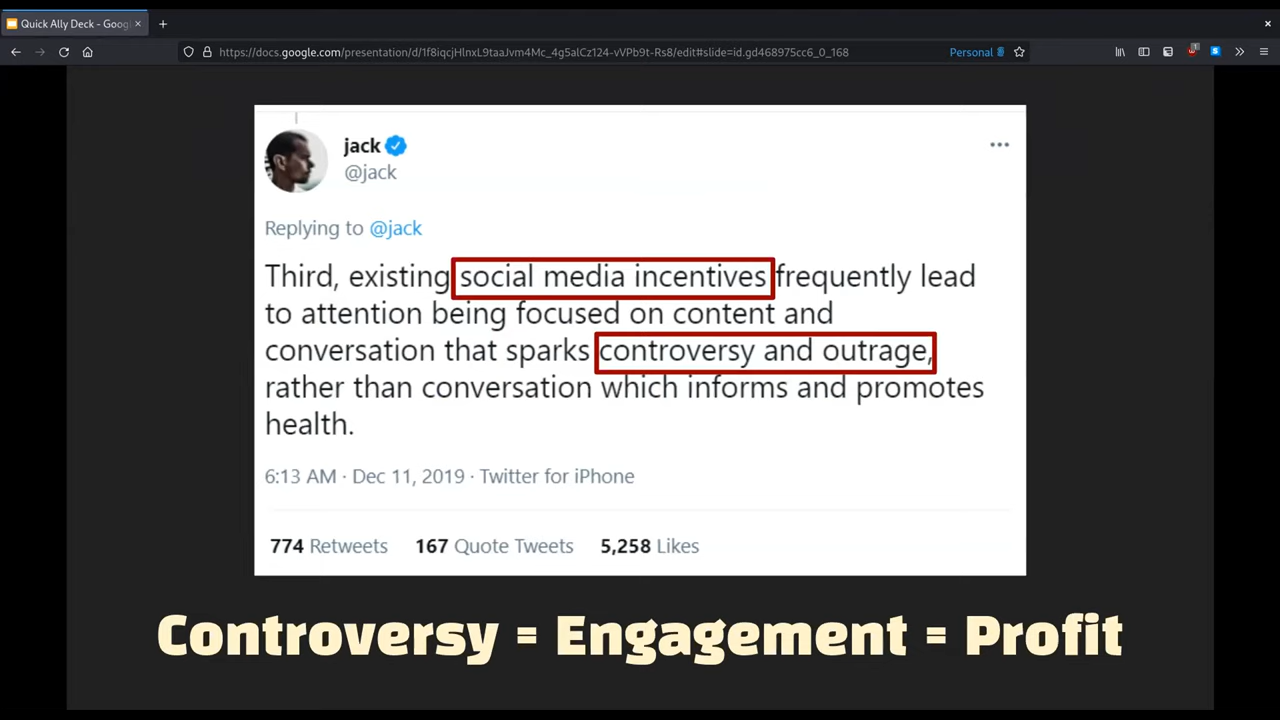 Quick Ally Deck - Goog
https://docs.google.com/presentation/d/1f8iqcjHlnxL9taaJvm4Mc_4g5alCz124-vVPb9t-Rs8/edit#slide=id.gd468975cc6_0_168
Personal
1
S
jack
@jack
Replying to @jack
Third, existing social media incentives frequently lead
to attention being focused on content and
conversation that sparks controversy and outrage,
rather than conversation which informs and promotes
health.
6:13 AM · Dec 11, 2019 · Twitter for iPhone
774 Retweets 167 Quote Tweets 5,258 Likes
Controversy = Engagement = Profit